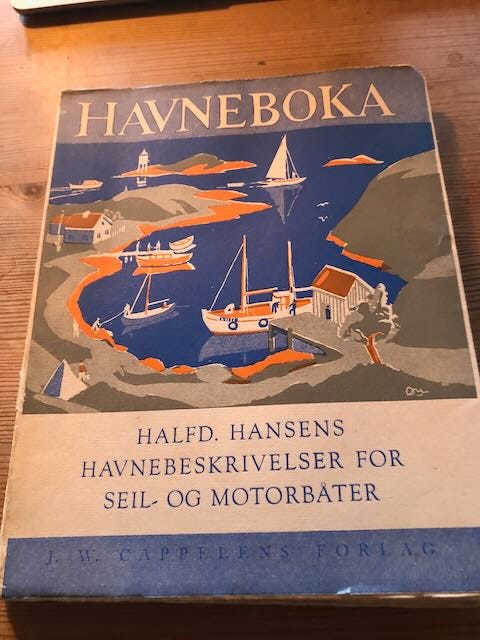 HAVNEBOKA
HALFD. HANSENS
HAVNEBESKRIVELSER FOR
SEIL- OG MOTORBÅTER
J. W. CAPPELENS FORLAG